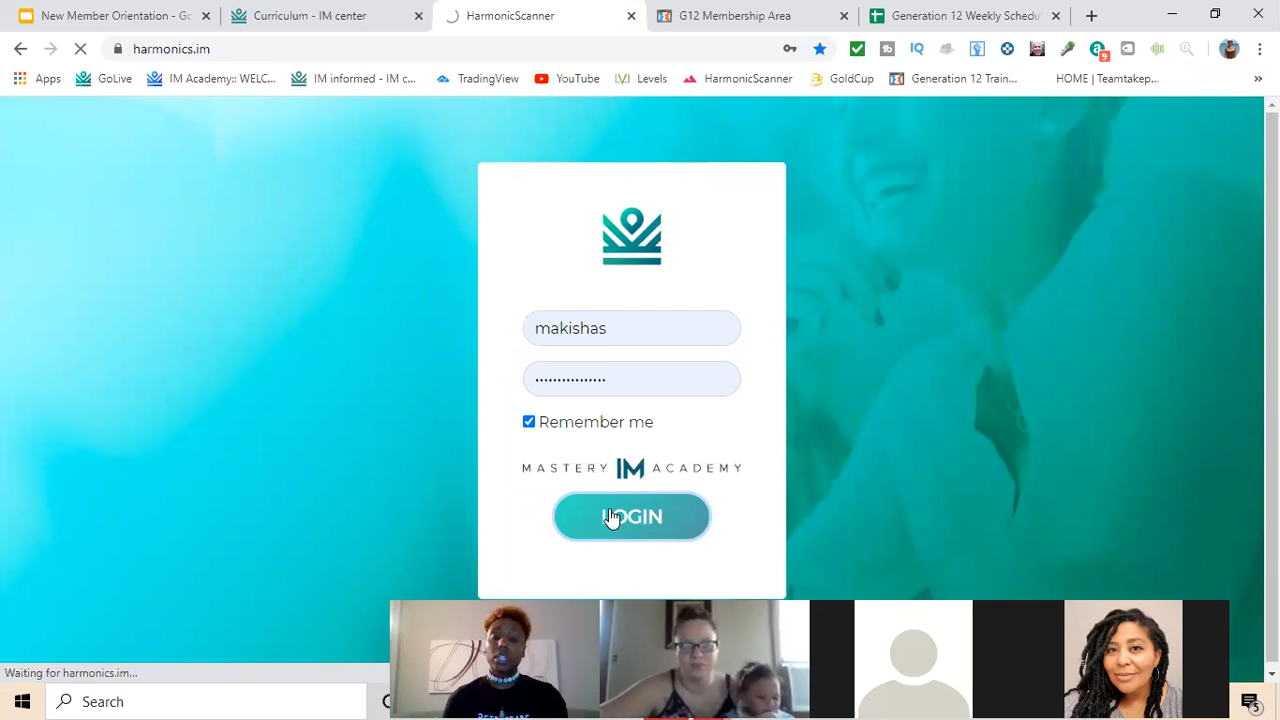 New Member Orientation S
Curriculum - IM center
HarmonicScanner
G12 Membership Area
Generation 12 Weekly Schedu
harmonics.im
9
Apps
GoLive
IM Academy:: WELC...
IM informed - IM c...
TradingView
YouTube
Levels
HarmonicScanner
GoldCup
Generation 12 Train...
HOME | Teamtakep...
»
makishas
Remember me
MASTERY IM ACADEMY
LOGIN
Waiting for harmonics.im...
Search
5